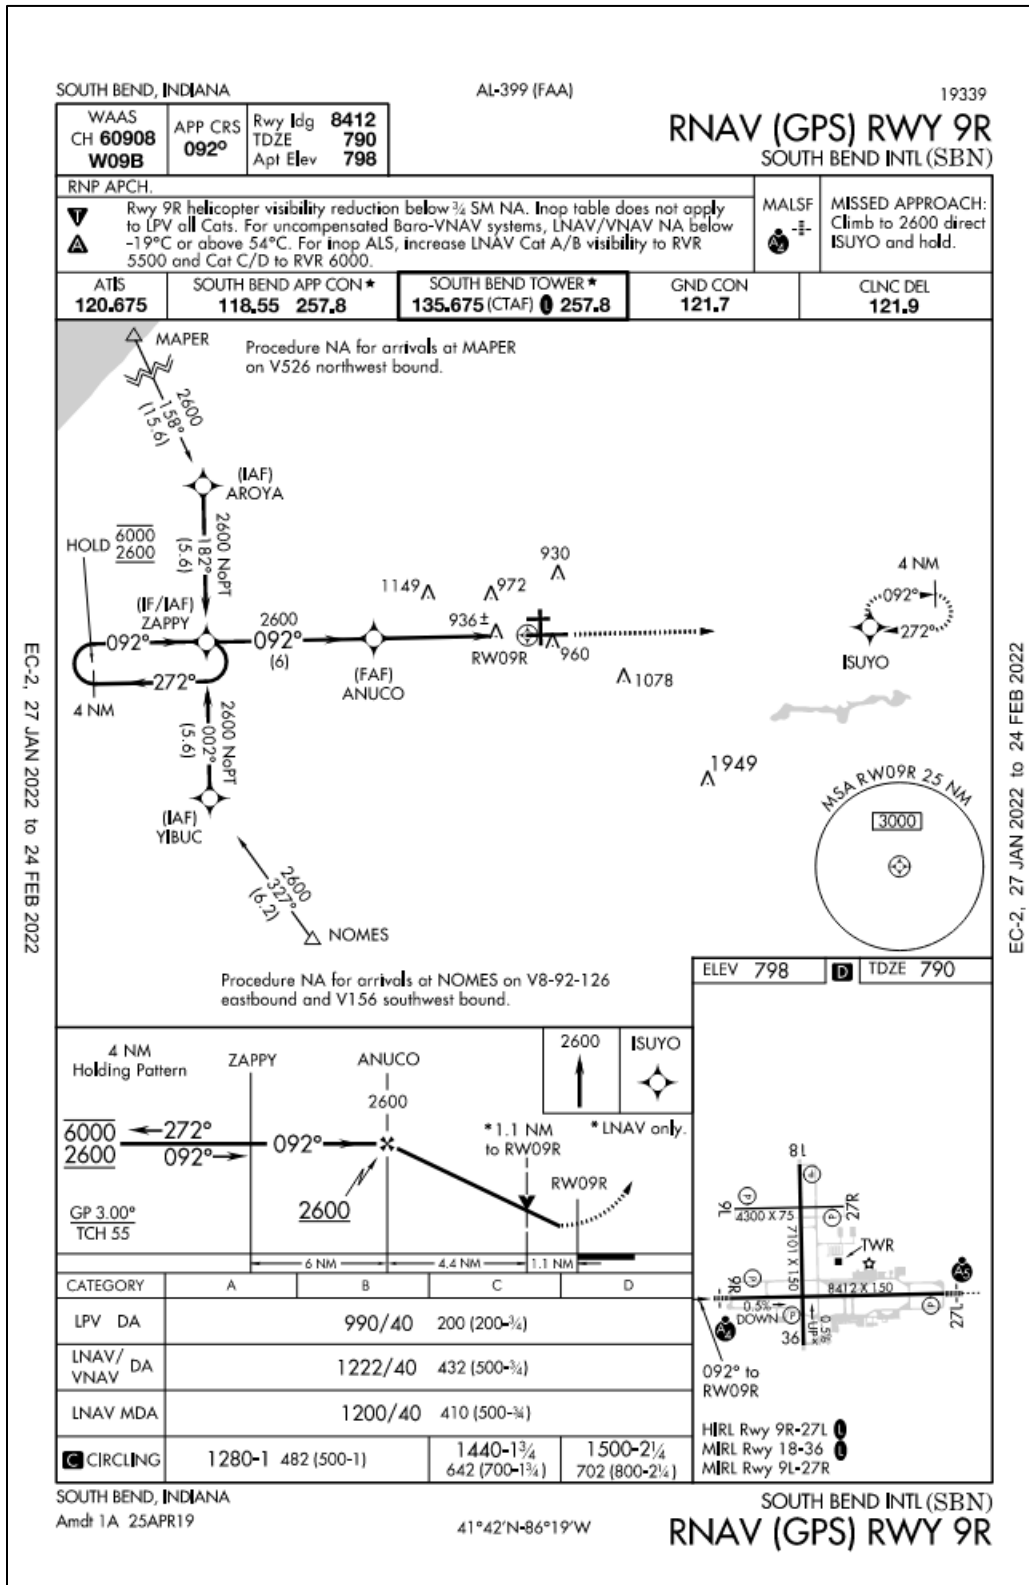 SOUTH BEND, INDIANA
AL-399 (FAA)
19339
WAAS
CH 60908
W09B
APP CRS
092°
Rwy ldg 8412
TDZE 790
Apt Elev 798
RNAV (GPS) RWY 9R
SOUTH BEND INTL (SBN)
RNP APCH.
T
A
Rwy 9R helicopter visibility reduction below ¾ SM NA. Inop table does not apply
to LPV all Cats. For uncompensated Baro-VNAV systems, LNAV/VNAV NA below
-19°C or above 54°C. For inop ALS, increase LNAV Cat A/B visibility to RVR
5500 and Cat C/D to RVR 6000.
MALSF
A4
MISSED APPROACH:
Climb to 2600 direct
ISUYO and hold.
ATIS
120.675
SOUTH BEND APP CON★
118.55 257.8
SOUTH BEND TOWER★
135.675 (CTAF) L 257.8
GND CON
121.7
CLNC DEL
121.9
MAPER
Procedure NA for arrivals at MAPER
on V526 northwest bound.
2600
158°
(15.6)
(IAF)
AROYA
HOLD 6000
2600
2600 NoPT
182°
(5.6)
(IF/IAF)
ZAPPY
092°
272°
4 NM
2600
092°
(6)
(FAF)
ANUCO
1149
972
930
936±
RW09R
960
1078
1949
4 NM
092°
272°
ISUYO
2600 NoPT
002°
(5.6)
(IAF)
YIBUC
2600
327°
(6.2)
NOMES
MSA RW09R 25 NM
3000
Procedure NA for arrivals at NOMES on V8-92-126
eastbound and V156 southwest bound.
ELEV 798
D
TDZE 790
4 NM
Holding Pattern
ZAPPY
ANUCO
2600
2600
ISUYO
6000
2600
272°
092°
092°
2600
*1.1 NM
to RW09R
*LNAV only.
RW09R
GP 3.00°
TCH 55
6 NM
4.4 NM
1.1 NM
CATEGORY A B C D
LPV DA 990/40 200 (200-¾)
LNAV/
VNAV DA 1222/40 432 (500-¾)
LNAV MDA 1200/40 410 (500-¾)
C CIRCLING 1280-1 482 (500-1)
1440-1¾
642 (700-1¾)
1500-2¼
702 (800-2¼)
18
P
P
9L
4300 X 75
27R
P
7101 X 150
TWR
A5
9R
P
8412 X 150
P
27L
0.5%
DOWN
P
UP
0.5%
A4
36
092° to
RW09R
HIRL Rwy 9R-27L L
MIRL Rwy 18-36 L
MIRL Rwy 9L-27R
SOUTH BEND, INDIANA
Amdt 1A 25APR19
41°42'N-86°19'W
SOUTH BEND INTL (SBN)
RNAV (GPS) RWY 9R
EC-2, 27 JAN 2022 to 24 FEB 2022
EC-2, 27 JAN 2022 to 24 FEB 2022